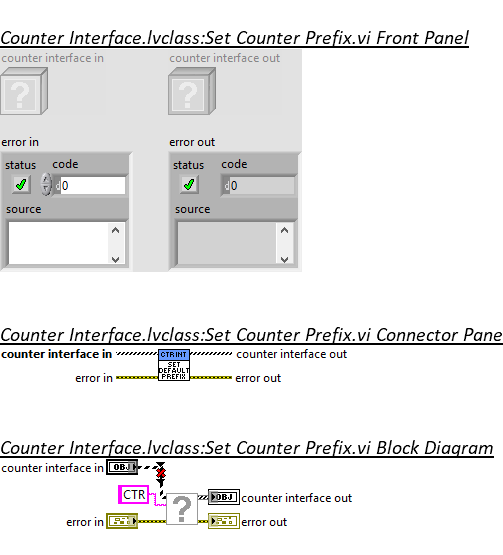 Counter Interface.lvclass:Set Counter Prefix.vi Front Panel
counter interface in counter interface out
? ?
error in error out
status code status code
d 0 d 0
source source
Counter Interface.lvclass:Set Counter Prefix.vi Connector Pane
counter interface in CTR INT counter interface out
SET
DEFAULT
error in PREFIX error out
Counter Interface.lvclass:Set Counter Prefix.vi Block Diagram
counter interface in OBJ
CTR ? OBJ counter interface out
error in error out